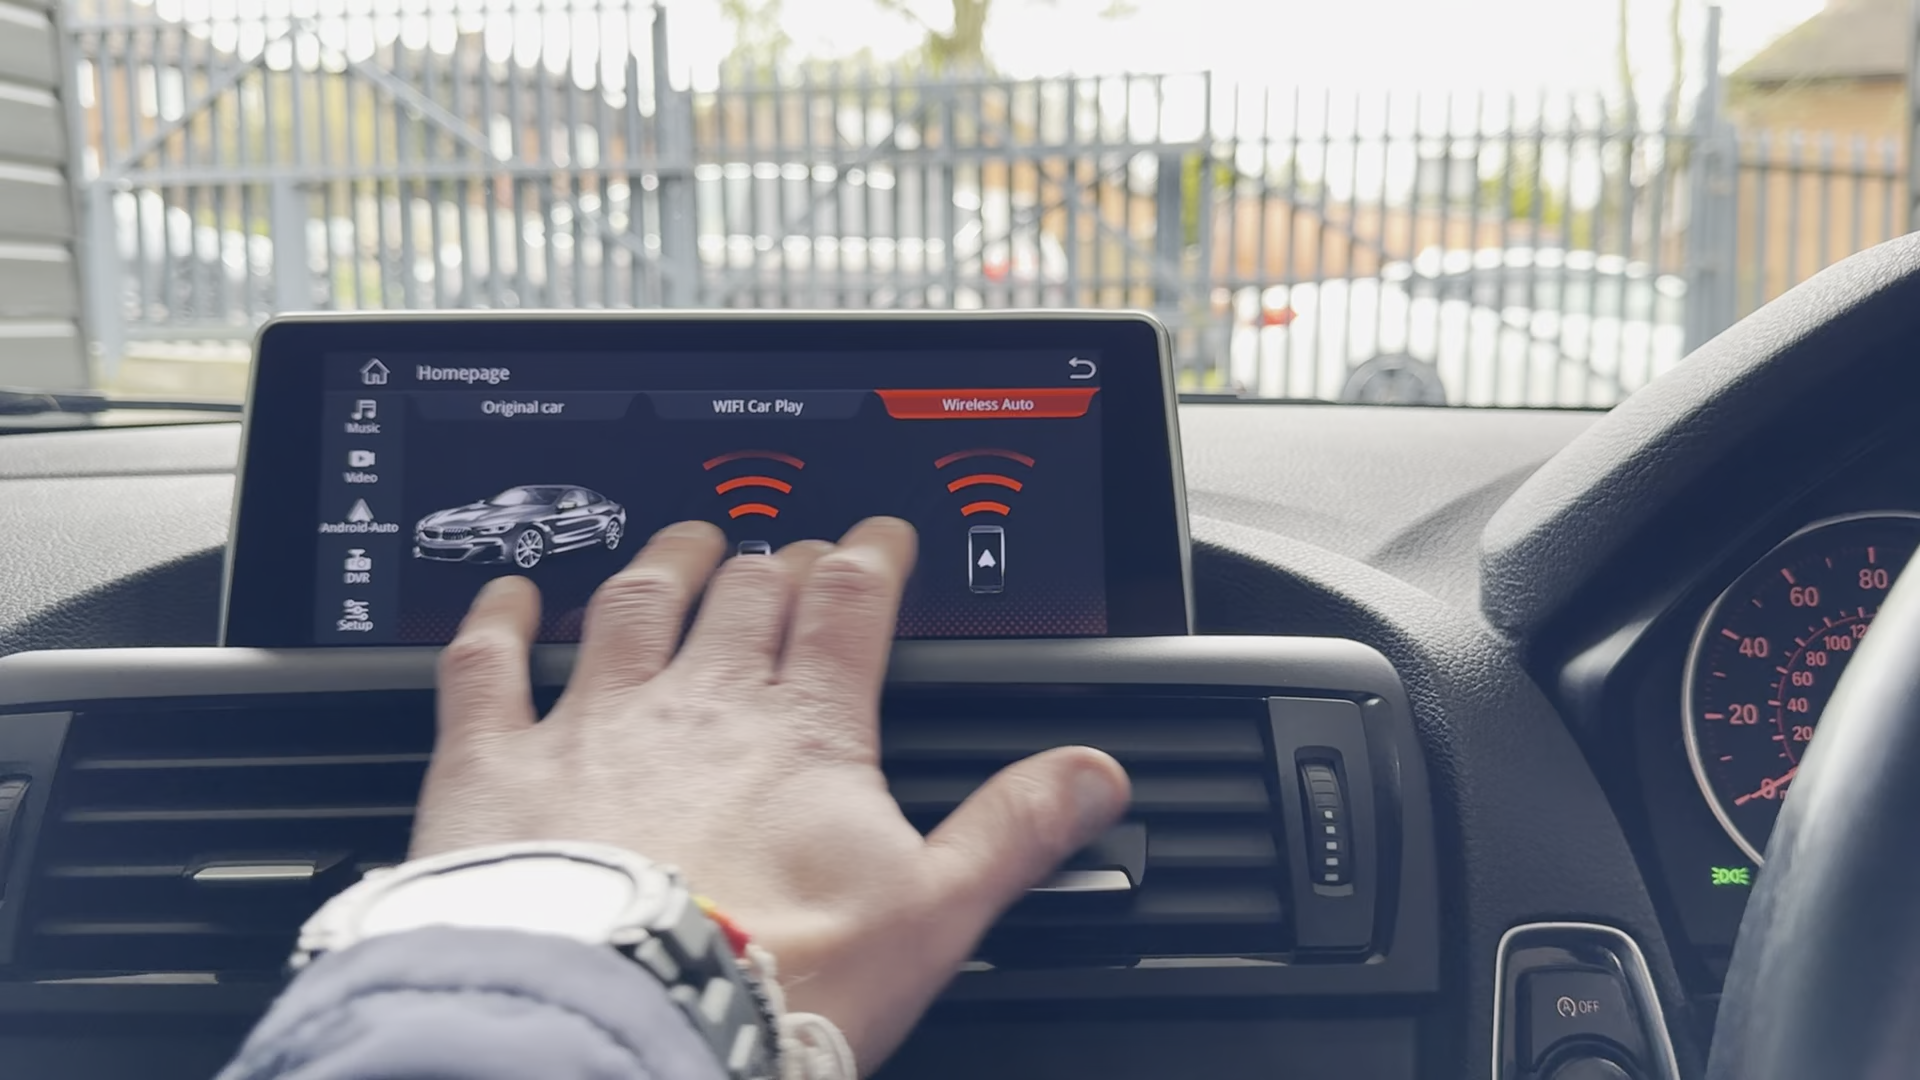 Homepage
Original car
WIFI Car Play
Wireless Auto
Music
Video
Android-Auto
DVR
Setup
80
60
40
20
0
100
80
60
40
20
A OFF